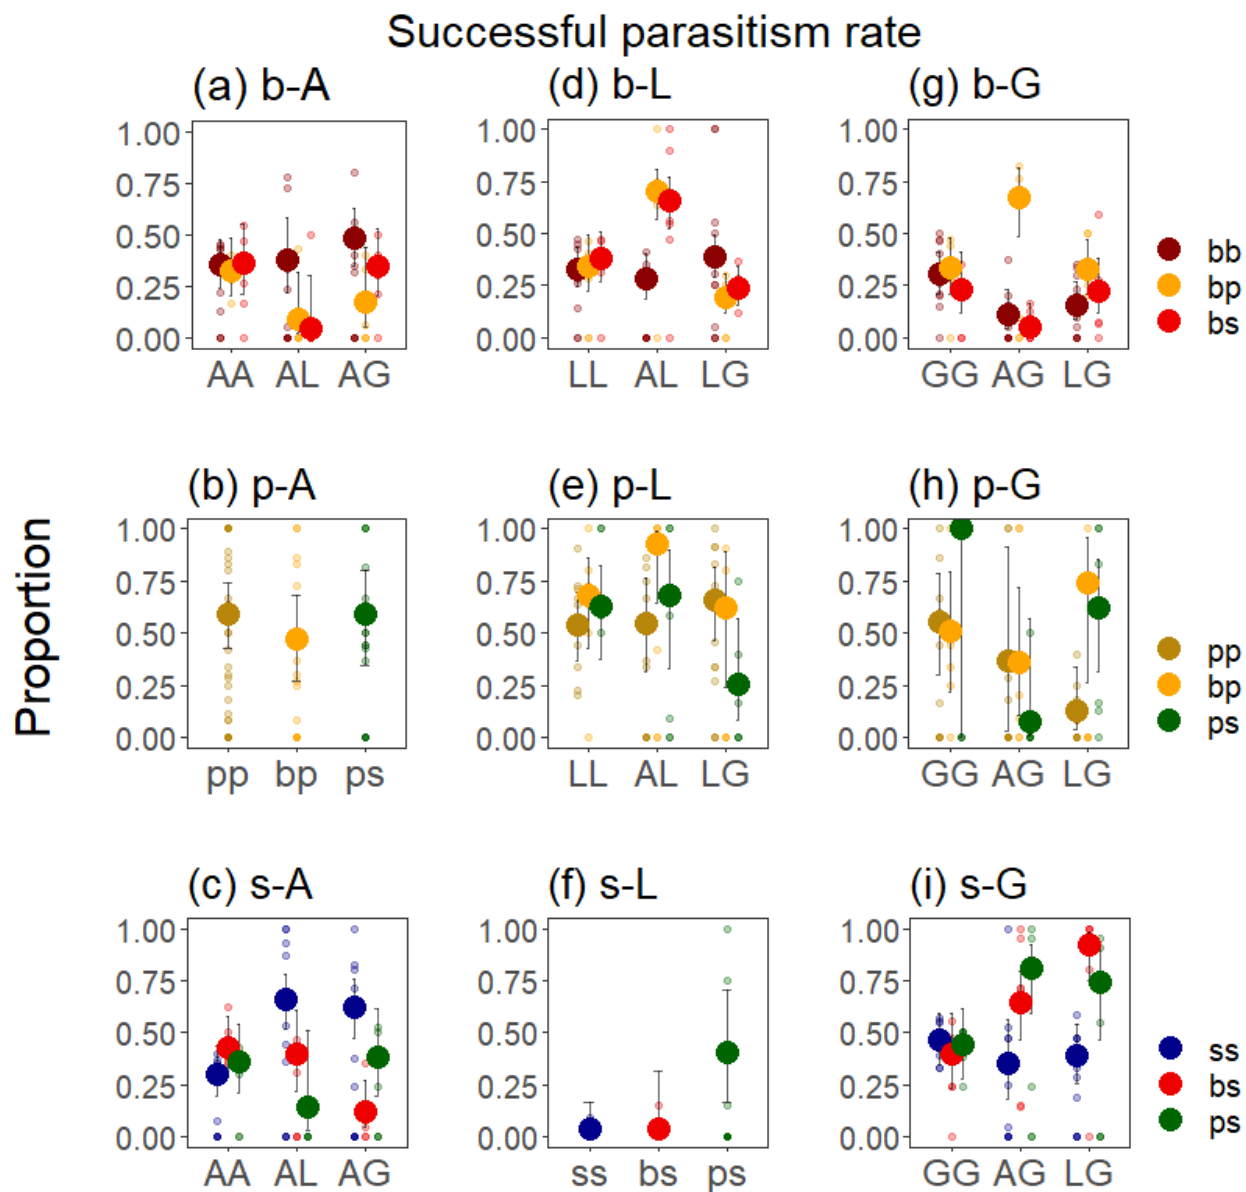 Successful parasitism rate
(a) b-A
(d) b-L
(g) b-G
1.00
0.75
0.50
0.25
0.00
AA AL AG
1.00
0.75
0.50
0.25
0.00
LL AL LG
1.00
0.75
0.50
0.25
0.00
GG AG LG
bb
bp
bs
Proportion
(b) p-A
(e) p-L
(h) p-G
1.00
0.75
0.50
0.25
0.00
pp bp ps
1.00
0.75
0.50
0.25
0.00
LL AL LG
1.00
0.75
0.50
0.25
0.00
GG AG LG
pp
bp
ps
(c) s-A
(f) s-L
(i) s-G
1.00
0.75
0.50
0.25
0.00
AA AL AG
1.00
0.75
0.50
0.25
0.00
ss bs ps
1.00
0.75
0.50
0.25
0.00
GG AG LG
ss
bs
ps